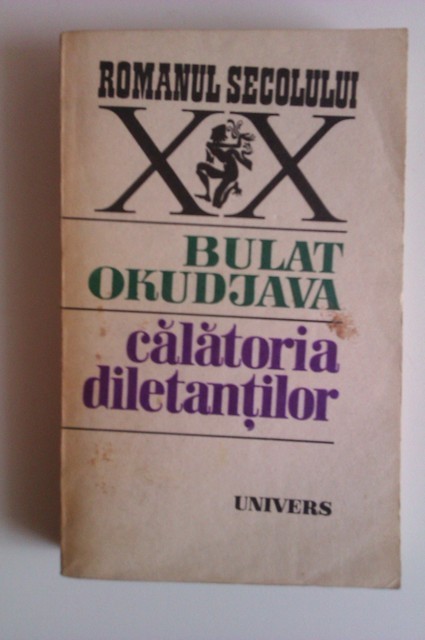 ROMANUL SECOLULUI
XX
BULAT
OKUDJAVA
călătoria
diletanților
UNIVERS